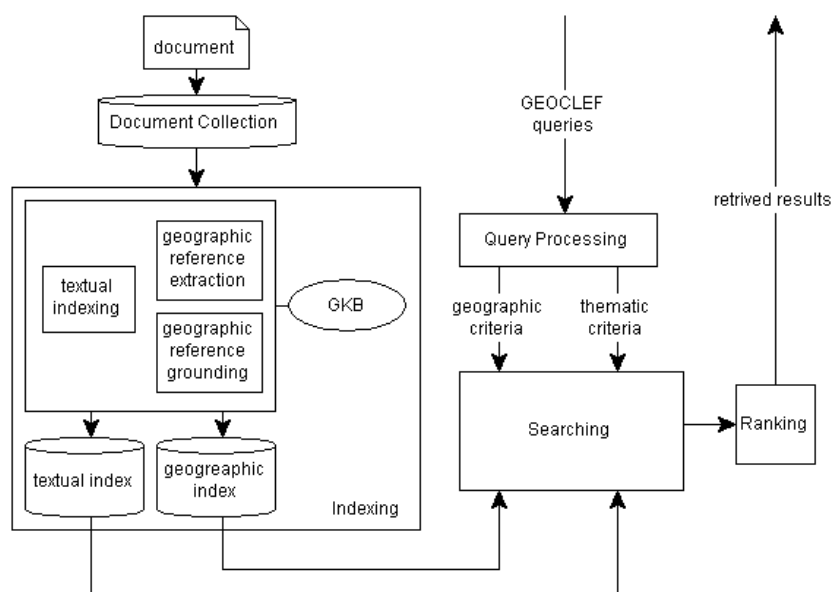 document
Document Collection
textual
indexing
geographic
reference
extraction
geographic
reference
grounding
GKB
textual index
geogreaphic
index
Indexing
GEOCLEF
queries
Query Processing
geographic
criteria
thematic
criteria
Searching
Ranking
retrived results